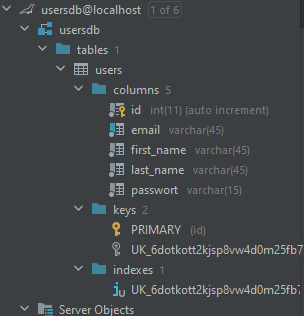 usersdb@localhost 1 of 6
usersdb
tables 1
users
columns 5
id int(11) (auto increment)
email varchar(45)
first_name varchar(45)
last_name varchar(45)
passwort varchar(15)
keys 2
PRIMARY (id)
UK_6dotkott2kjsp8vw4d0m25fb7
indexes 1
UK_6dotkott2kjsp8vw4d0m25fb7
Server Objects